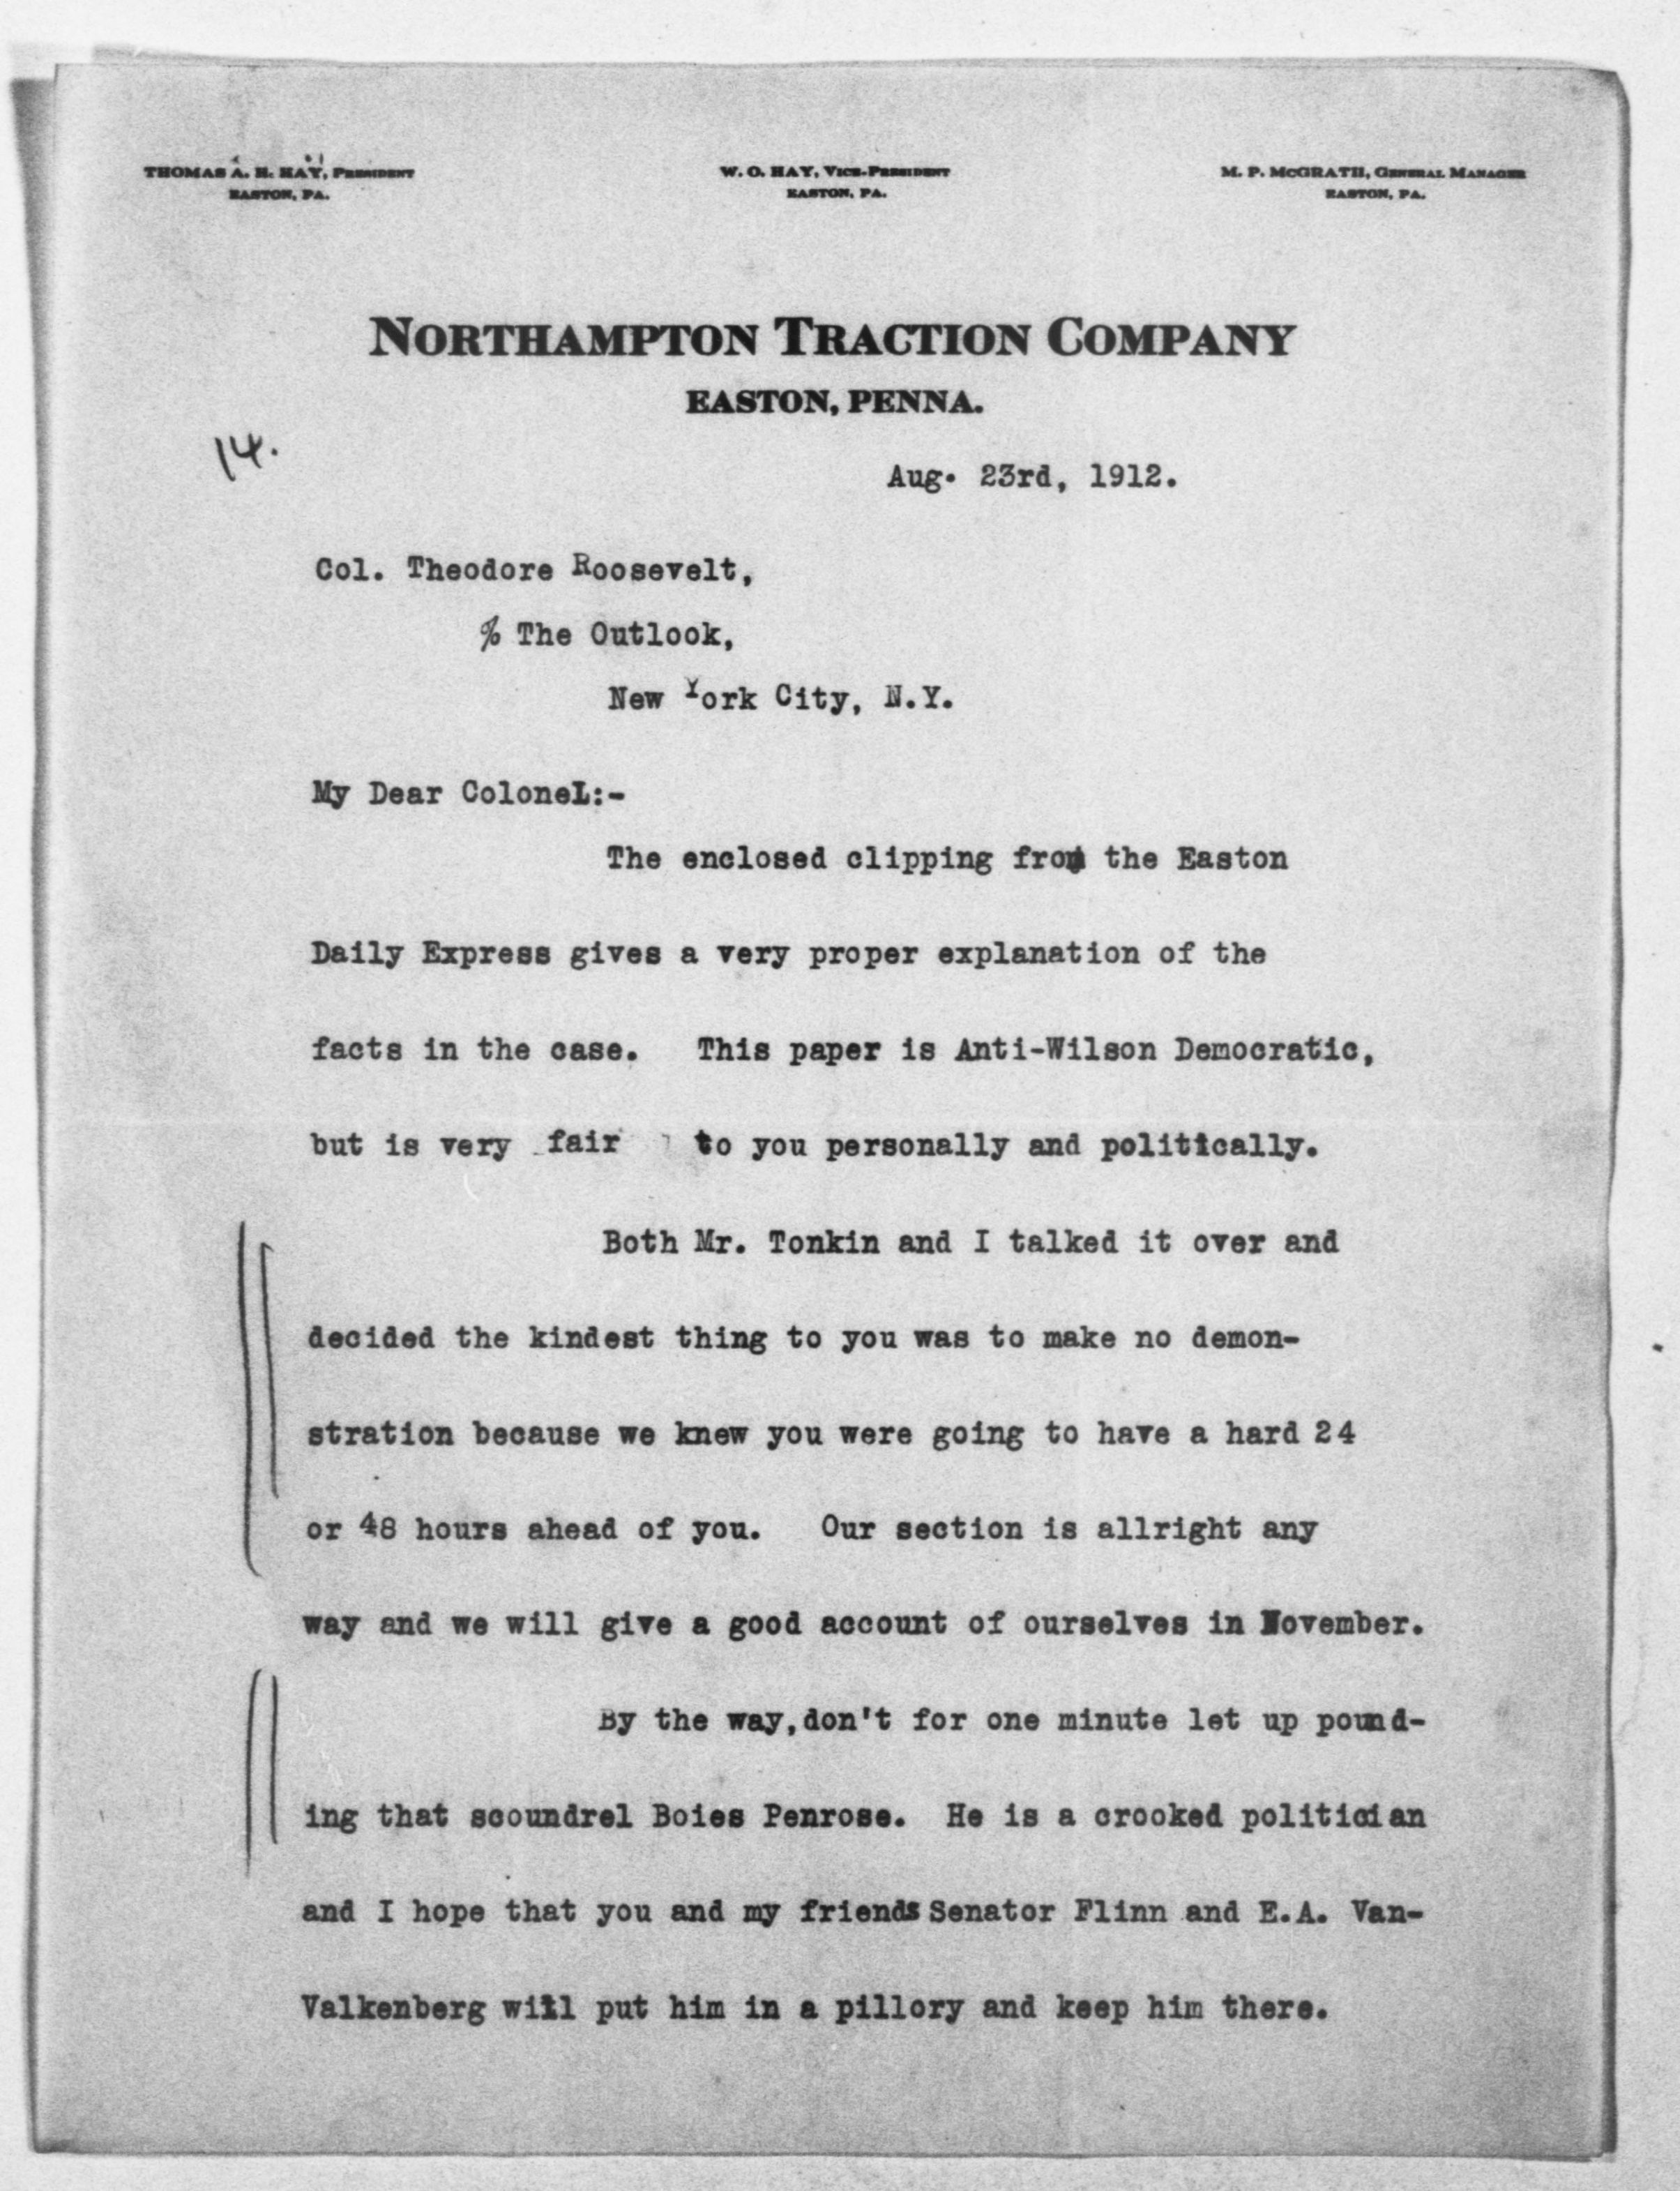 THOMAS A. H. HAY, PRESIDENT
EASTON, PA.
W. O. HAY, VICE-PRESIDENT
EASTON, PA.
M. P. McGRATH, GENERAL MANAGER
EASTON, PA.
NORTHAMPTON TRACTION COMPANY
EASTON, PENNA.
14.
Aug. 23rd, 1912.
Col. Theodore Roosevelt,
% The Outlook,
New York City, N.Y.
My Dear Colonel:-
The enclosed clipping from the Easton
Daily Express gives a very proper explanation of the
facts in the case. This paper is Anti-Wilson Democratic,
but is very fair to you personally and politically.
Both Mr. Tonkin and I talked it over and
decided the kindest thing to you was to make no demon-
stration because we knew you were going to have a hard 24
or 48 hours ahead of you. Our section is allright any
way and we will give a good account of ourselves in November.
By the way,don't for one minute let up pound-
ing that scoundrel Boies Penrose. He is a crooked politician
and I hope that you and my friends Senator Flinn and E.A. Van-
Valkenberg will put him in a pillory and keep him there.